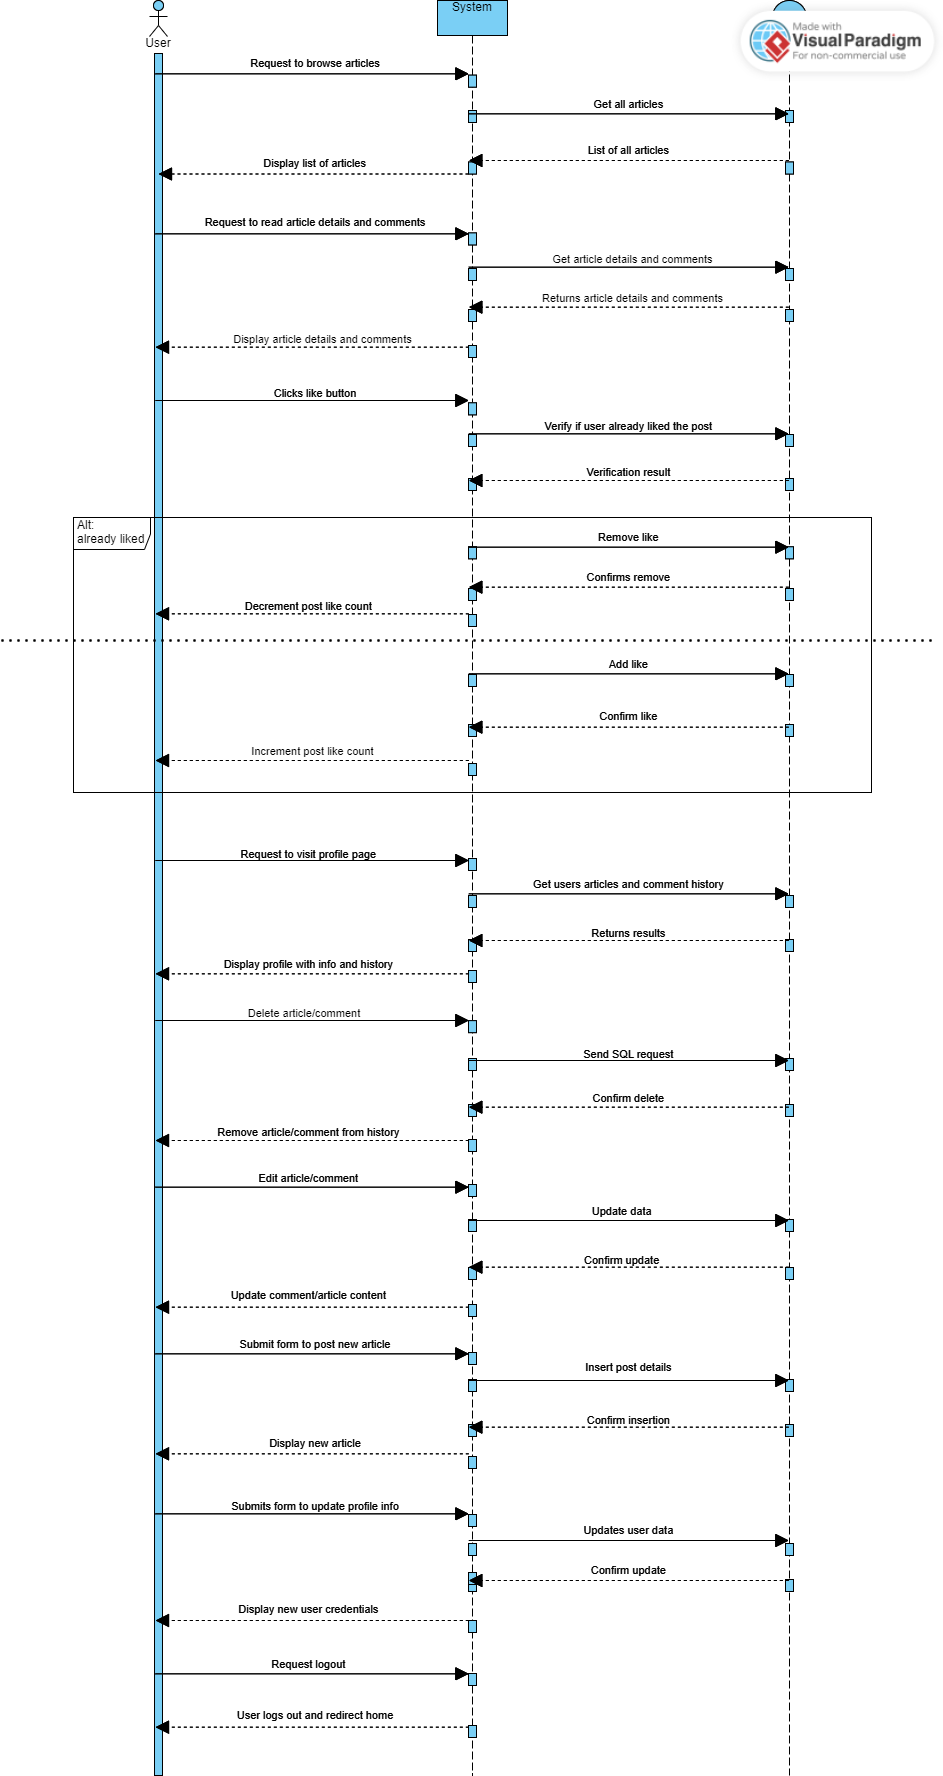 System
Made with
Visual Paradigm
For non-commercial use
User
Request to browse articles
Get all articles
List of all articles
Display list of articles
Request to read article details and comments
Get article details and comments
Returns article details and comments
Display article details and comments
Clicks like button
Verify if user already liked the post
Verification result
Alt:
already liked
Remove like
Confirms remove
Decrement post like count
Add like
Confirm like
Increment post like count
Request to visit profile page
Get users articles and comment history
Returns results
Display profile with info and history
Delete article/comment
Send SQL request
Confirm delete
Remove article/comment from history
Edit article/comment
Update data
Confirm update
Update comment/article content
Submit form to post new article
Insert post details
Confirm insertion
Display new article
Submits form to update profile info
Updates user data
Confirm update
Display new user credentials
Request logout
User logs out and redirect home